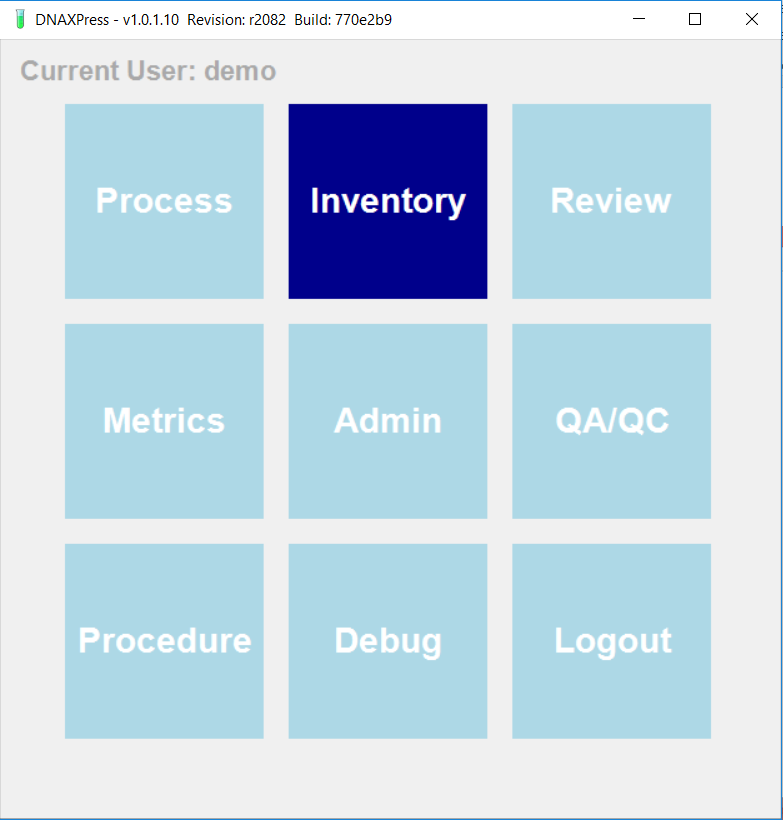 DNAXPress - v1.0.1.10 Revision: r2082 Build: 770e2b9
Current User: demo
Process Inventory Review
Metrics Admin QA/QC
Procedure Debug Logout